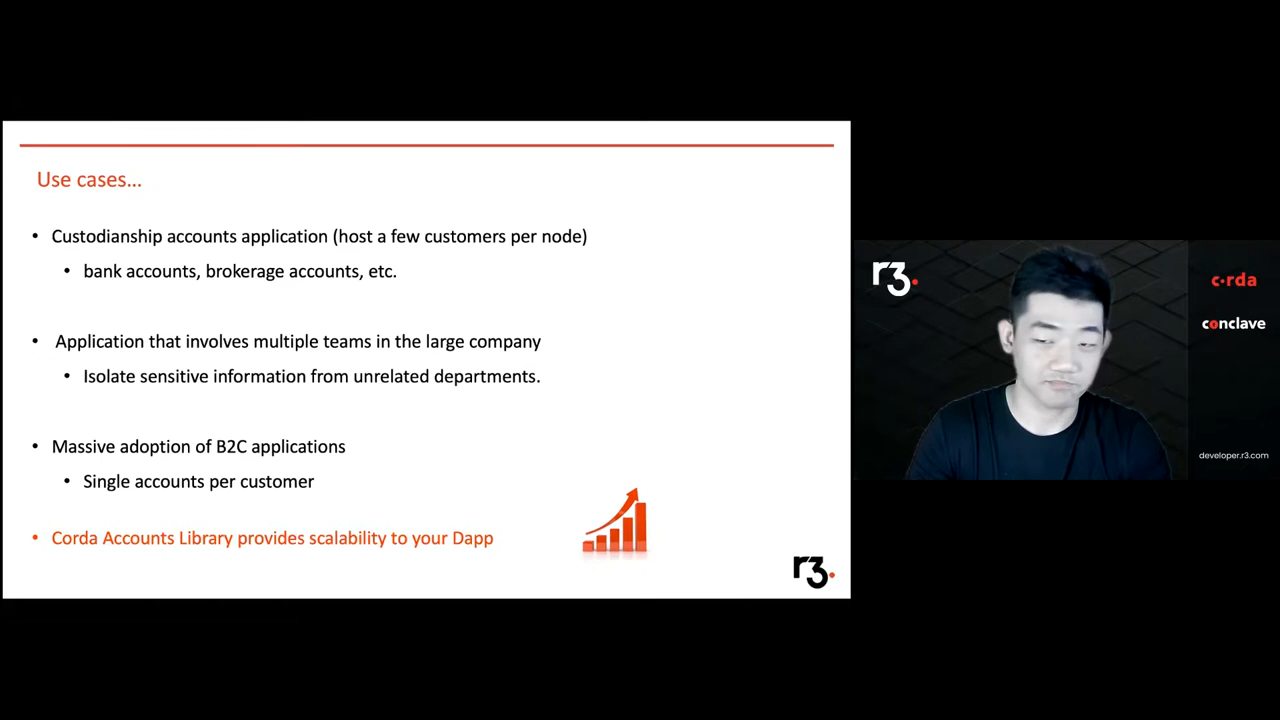 Use cases...
• Custodianship accounts application (host a few customers per node)
• bank accounts, brokerage accounts, etc.
• Application that involves multiple teams in the large company
• Isolate sensitive information from unrelated departments.
• Massive adoption of B2C applications
• Single accounts per customer
• Corda Accounts Library provides scalability to your Dapp
r3.
r3.
c·rda
conclave
developer.r3.com